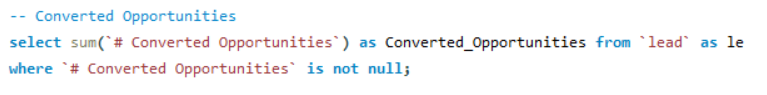 -- Converted Opportunities
select sum(`# Converted Opportunities`) as Converted_Opportunities from `lead` as le
where `# Converted Opportunities` is not null;